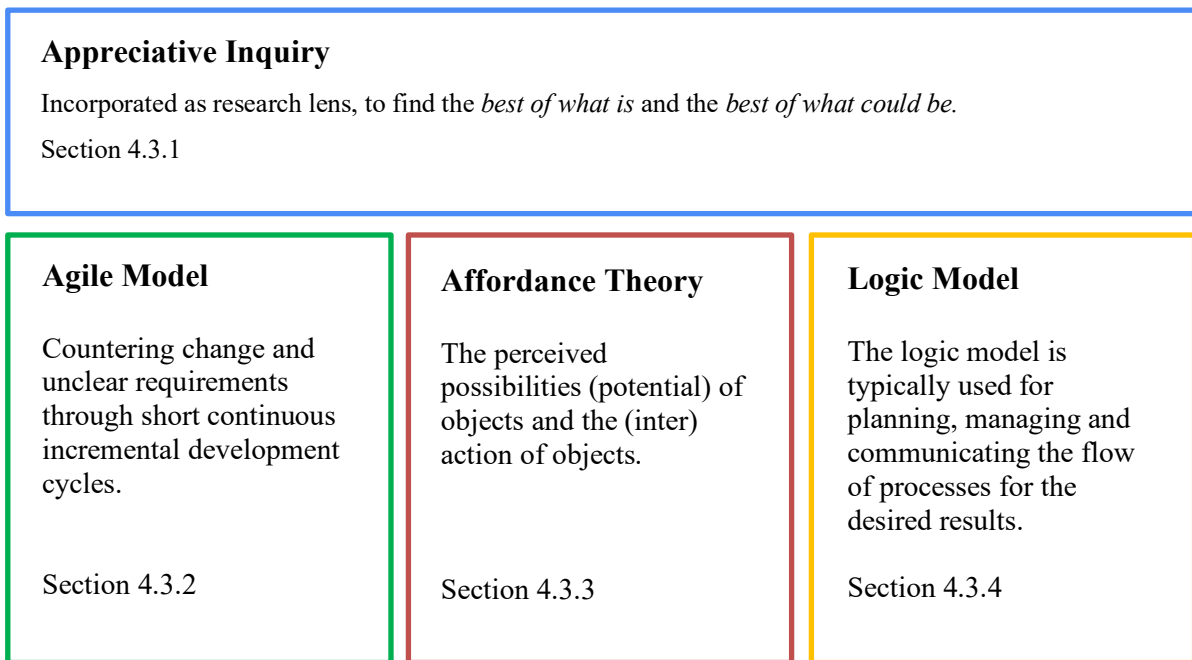 Appreciative Inquiry
Incorporated as research lens, to find the best of what is and the best of what could be.
Section 4.3.1
Agile Model
Countering change and
unclear requirements
through short continuous
incremental development
cycles.
Section 4.3.2
Affordance Theory
The perceived
possibilities (potential) of
objects and the (inter)
action of objects.
Section 4.3.3
Logic Model
The logic model is
typically used for
planning, managing and
communicating the flow
of processes for the
desired results.
Section 4.3.4